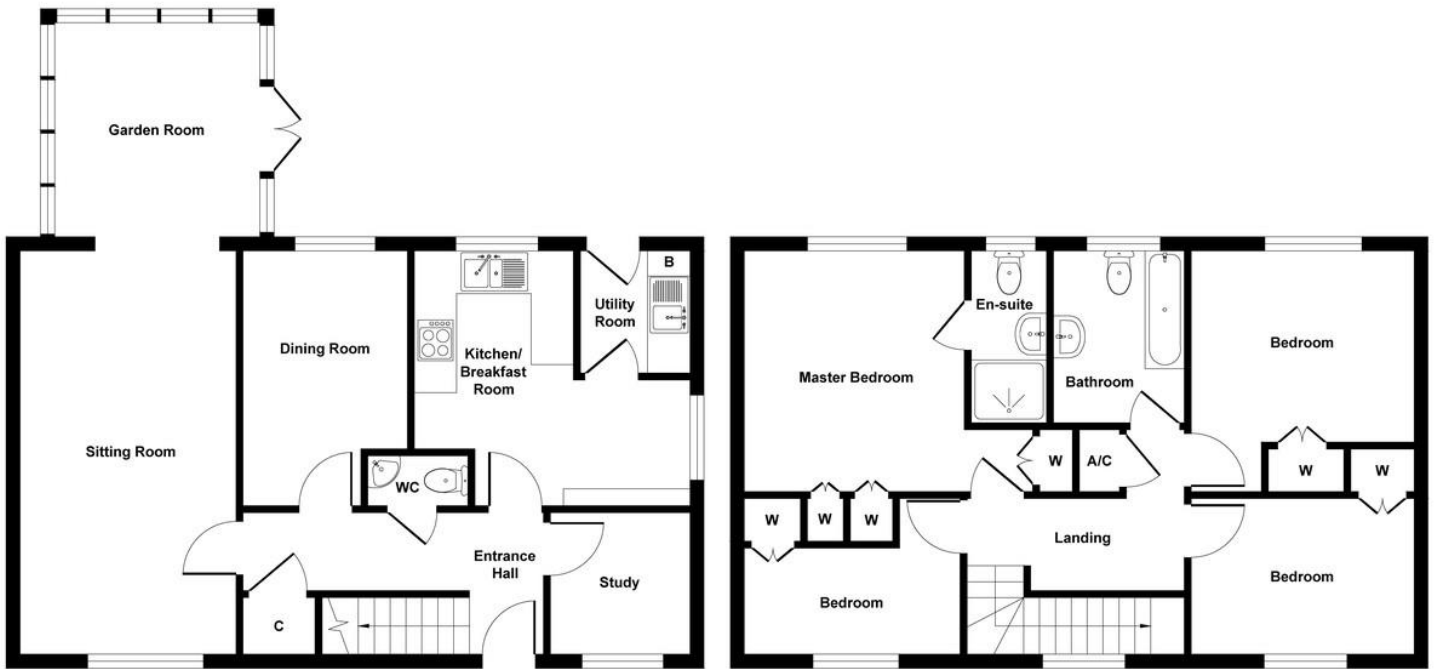 Garden Room
Sitting Room
Dining Room
Kitchen/
Breakfast
Room
Utility
Room
B
WC
Entrance
Hall
Study
C
Master Bedroom
En-suite
Bathroom
Bedroom
W
A/C
W
W
W
W
W
Landing
Bedroom
Bedroom